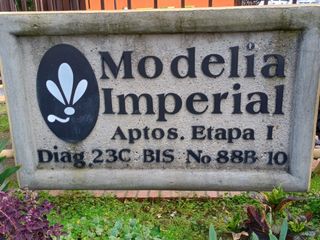 Modelia
Imperial
Aptos. Etapa I
Diag. 23C BIS No 88B 10